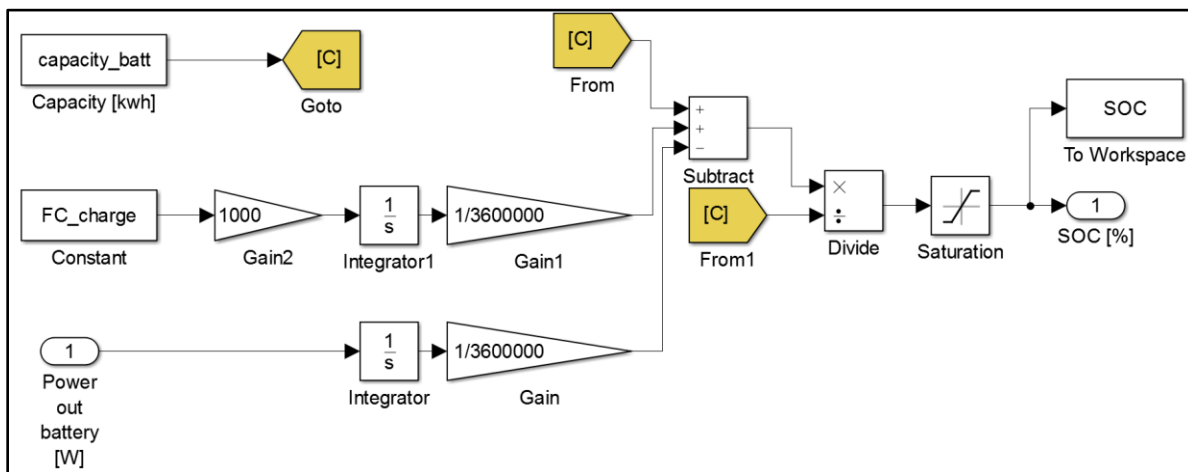 capacity_batt
Capacity [kwh]
[C]
Goto
[C]
From
+
+
−
Subtract
SOC
To Workspace
FC_charge
Constant
1000
Gain2
1
s
Integrator1
1/3600000
Gain1
[C]
From1
×
÷
Divide
Saturation
1
SOC [%]
1
Power
out
battery
[W]
1
s
Integrator
1/3600000
Gain